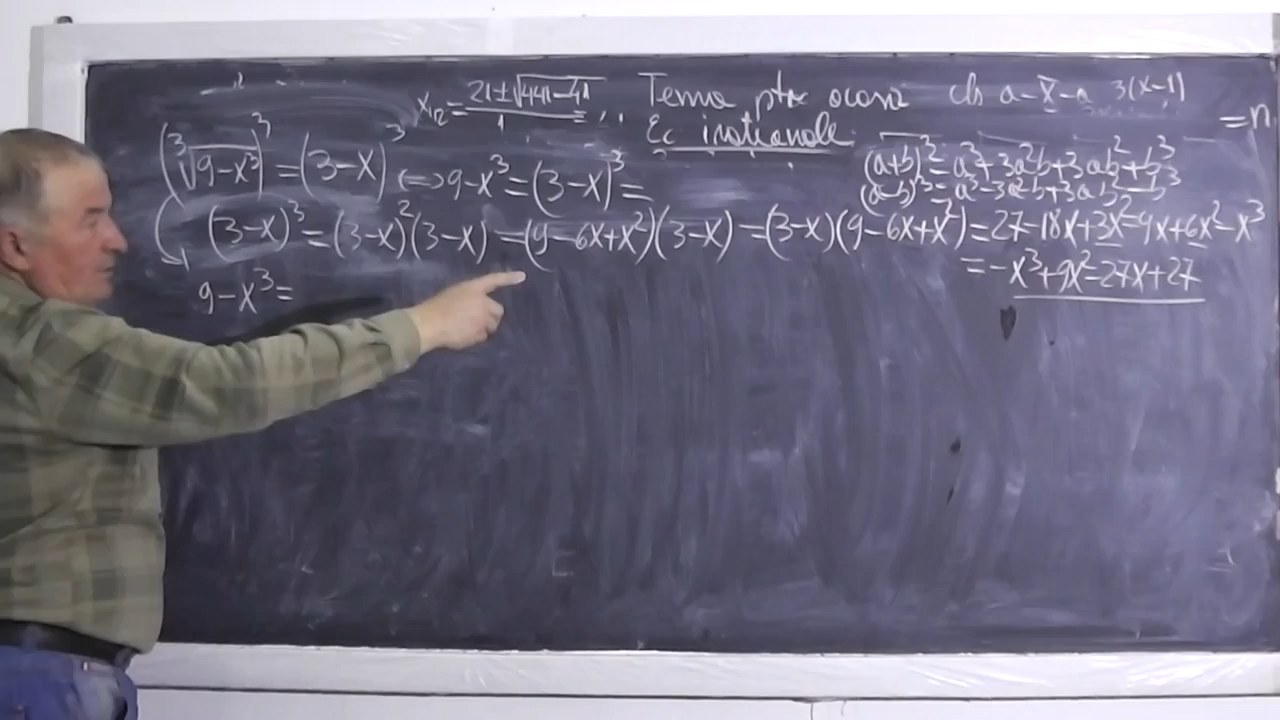 x₁₂ = (21±√(441−4
Tema ptr acasă
Ec iraționale
cls a-X-a 3(x−1)
= n
(∛(9−x³))³ = (3−x)³ ⟺ 9−x³ = (3−x)³ =
(a+b)³ = a³+3a²b+3ab²+b³
(a−b)³ = a³−3a²b+3ab²−b³
(3−x)³ = (3−x)²(3−x) = (9−6x+x²)(3−x) = (3−x)(9−6x+x²) = 27−18x+3x²−9x+6x²−x³
= −x³+9x²−27x+27
9−x³=